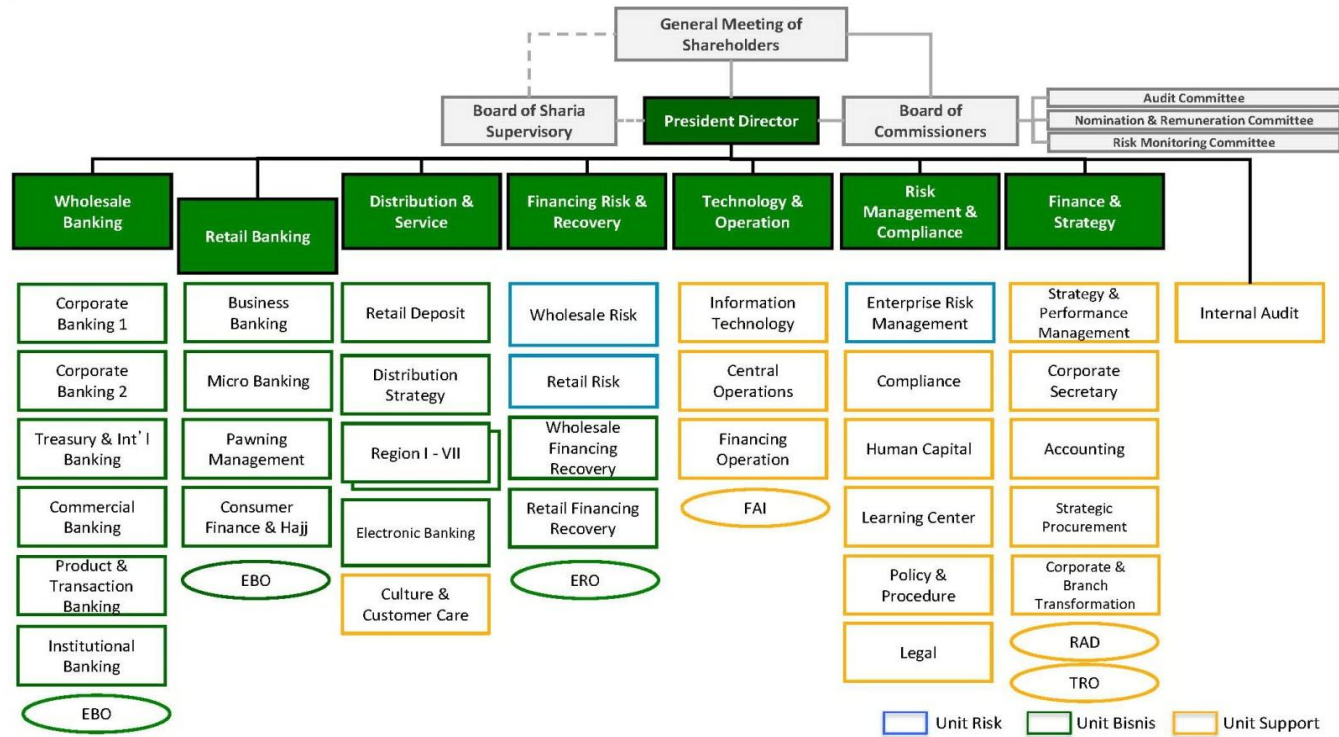 General Meeting of
Shareholders
Board of Sharia
Supervisory
President Director
Board of
Commissioners
Audit Committee
Nomination & Remuneration Committee
Risk Monitoring Committee
Wholesale
Banking
Retail Banking
Distribution &
Service
Financing Risk &
Recovery
Technology &
Operation
Risk
Management &
Compliance
Finance &
Strategy
Corporate
Banking 1
Corporate
Banking 2
Treasury & Int' l
Banking
Commercial
Banking
Product &
Transaction
Banking
Institutional
Banking
EBO
Business
Banking
Micro Banking
Pawning
Management
Consumer
Finance & Hajj
EBO
Retail Deposit
Distribution
Strategy
Region I - VII
Electronic Banking
Culture &
Customer Care
Wholesale Risk
Retail Risk
Wholesale
Financing
Recovery
Retail Financing
Recovery
ERO
Information
Technology
Central
Operations
Financing
Operation
FAI
Enterprise Risk
Management
Compliance
Human Capital
Learning Center
Policy &
Procedure
Legal
Strategy &
Performance
Management
Corporate
Secretary
Accounting
Strategic
Procurement
Corporate &
Branch
Transformation
RAD
TRO
Internal Audit
Unit Risk
Unit Bisnis
Unit Support